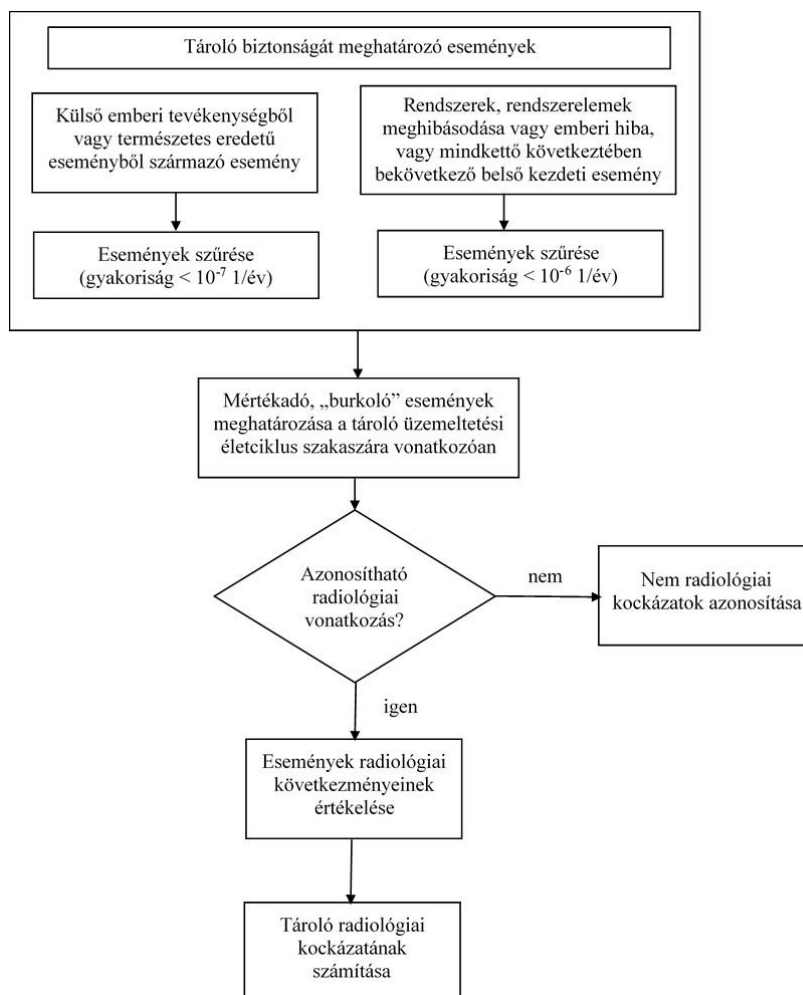 Tároló biztonságát meghatározó események
Külső emberi tevékenységből
vagy természetes eredetű
eseményből származó esemény
Rendszerek, rendszerelemek
meghibásodása vagy emberi hiba,
vagy mindkettő következtében
bekövetkező belső kezdeti esemény
Események szűrése
(gyakoriság < 10⁻⁷ 1/év)
Események szűrése
(gyakoriság < 10⁻⁶ 1/év)
Mértékadó, „burkoló” események
meghatározása a tároló üzemeltetési
életciklus szakaszára vonatkozóan
Azonosítható
radiológiai
vonatkozás?
nem
Nem radiológiai
kockázatok azonosítása
igen
Események radiológiai
következményeinek
értékelése
Tároló radiológiai
kockázatának
számítása